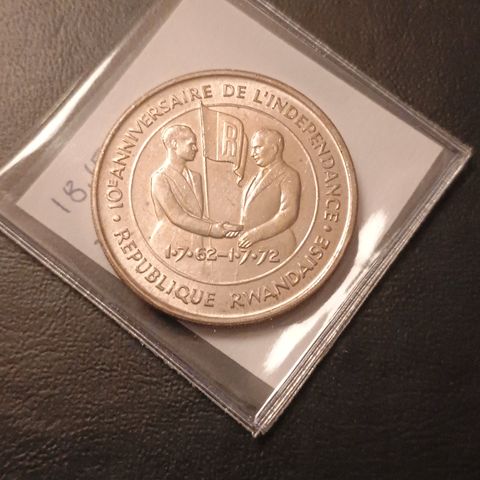 10E ANNIVERSAIRE DE L'INDEPENDANCE
R
1·7·62–1·7·72
REPUBLIQUE RWANDAISE